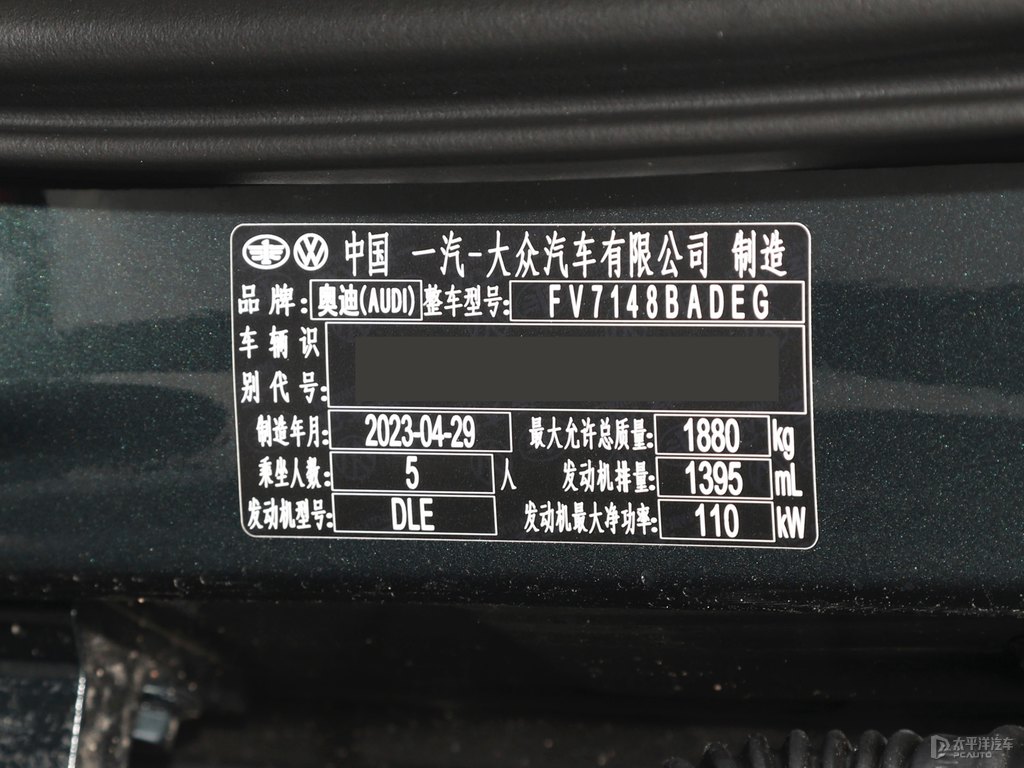 中国 一汽-大众汽车有限公司 制造
品牌: 奥迪(AUDI) 整车型号: FV7148BADEG
车辆识
别代号:
制造年月: 2023-04-29 最大允许总质量: 1880 kg
乘坐人数: 5 人 发动机排量: 1395 mL
发动机型号: DLE 发动机最大净功率: 110 kW
太平洋汽车
PCAUTO